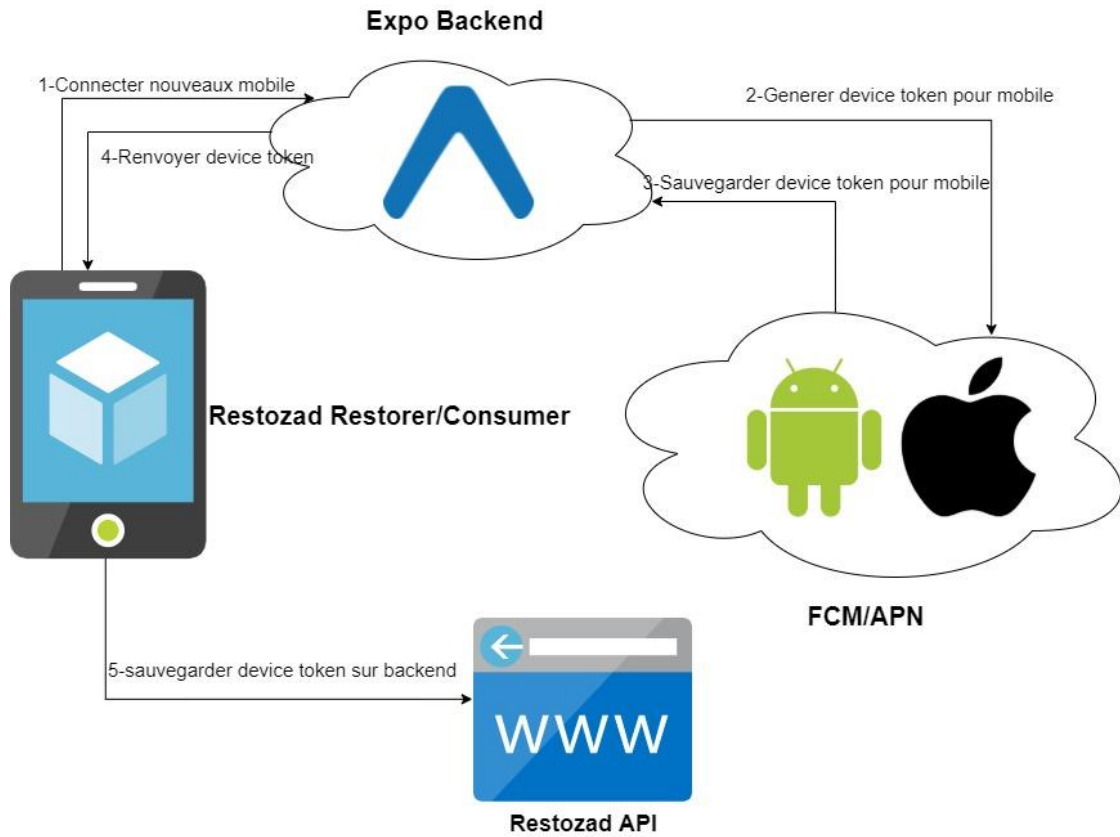 Expo Backend
1-Connecter nouveaux mobile
2-Generer device token pour mobile
4-Renvoyer device token
3-Sauvegarder device token pour mobile
Restozad Restorer/Consumer
FCM/APN
5-sauvegarder device token sur backend
WWW
Restozad API